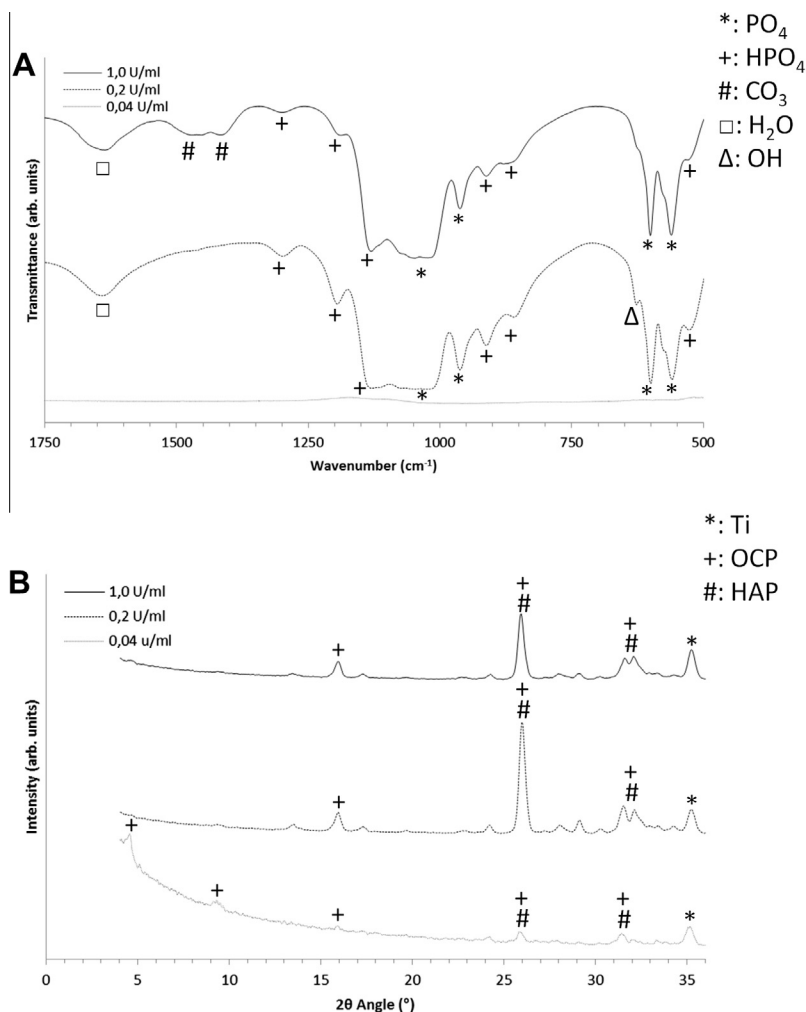 A
1,0 U/ml
0,2 U/ml
0,04 U/ml
*: PO4
+: HPO4
#: CO3
□: H2O
Δ: OH
+
+
□
#
#
+
+
+
*
*
*
*
+
+
+
□
+
+
*
*
+
+
Δ
*
*
+
Transmittance (arb. units)
1750
1500
1250
1000
750
500
Wavenumber (cm-1)
*: Ti
+: OCP
#: HAP
B
1,0 U/ml
0,2 U/ml
0,04 u/ml
+
+
#
+
#
*
+
+
#
+
#
*
+
+
+
+
#
+
#
*
Intensity (arb. units)
0
5
10
15
20
25
30
35
2θ Angle (°)